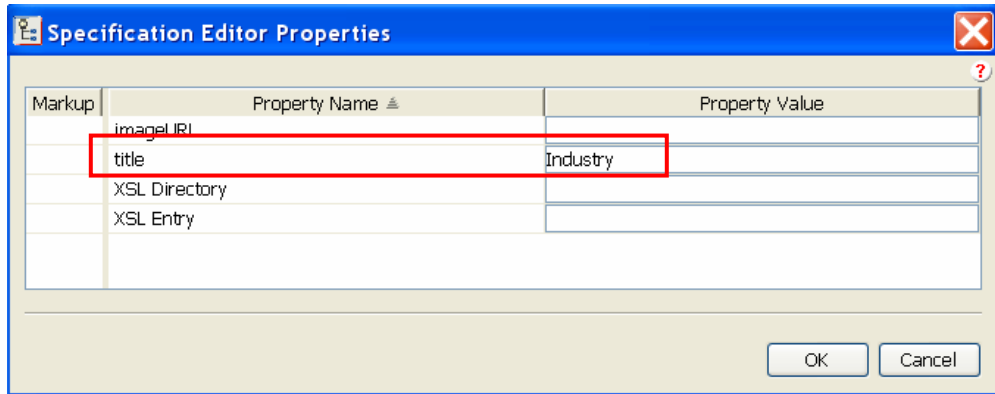 Specification Editor Properties
?
Markup Property Name Property Value
imageURL
title Industry
XSL Directory
XSL Entry
OK Cancel